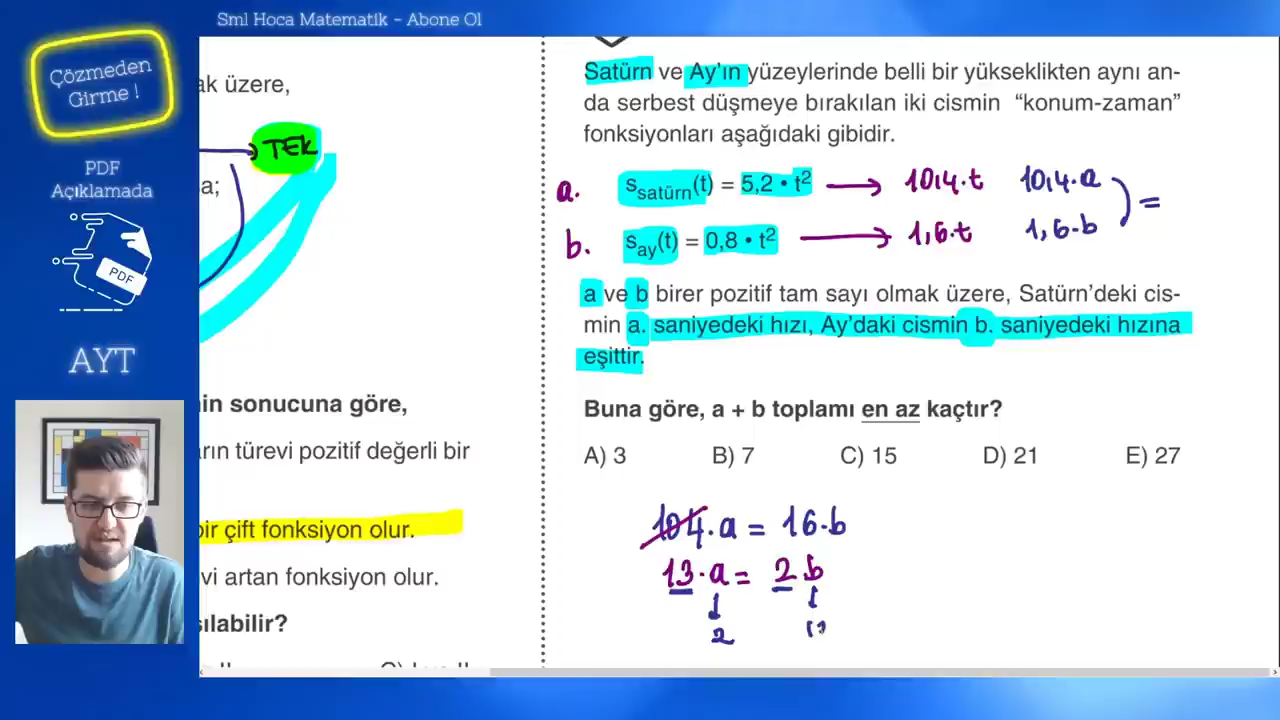 Sml Hoca Matematik - Abone Ol
Çözmeden
Girme !
PDF
Açıklamada
PDF
AYT
ak üzere,
TEK
a;
nin sonucuna göre,
arın türevi pozitif değerli bir
bir çift fonksiyon olur.
vi artan fonksiyon olur.
sılabilir?
Satürn ve Ay’ın yüzeylerinde belli bir yükseklikten aynı an-
da serbest düşmeye bırakılan iki cismin “konum-zaman”
fonksiyonları aşağıdaki gibidir.
a. s_satürn(t) = 5,2 • t² → 10,4·t 10,4·a
b. s_ay(t) = 0,8 • t² → 1,6·t 1,6·b =
a ve b birer pozitif tam sayı olmak üzere, Satürn’deki cis-
min a. saniyedeki hızı, Ay’daki cismin b. saniyedeki hızına
eşittir.
Buna göre, a + b toplamı en az kaçtır?
A) 3 B) 7 C) 15 D) 21 E) 27
104·a = 16·b
13·a = 2b
2